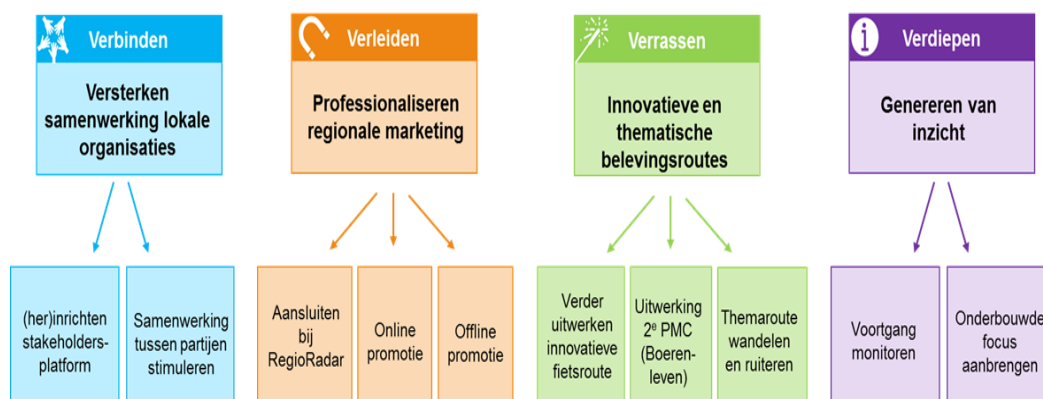 Verbinden
Versterken
samenwerking lokale
organisaties
(her)inrichten
stakeholders-
platform
Samenwerking
tussen partijen
stimuleren
Verleiden
Professionaliseren
regionale marketing
Aansluiten
bij
RegioRadar
Online
promotie
Offline
promotie
Verrassen
Innovatieve en
thematische
belevingsroutes
Verder
uitwerken
innovatieve
fietsroute
Uitwerking
2e PMC
(Boeren-
leven)
Themaroute
wandelen
en ruiteren
Verdiepen
Genereren van
inzicht
Voortgang
monitoren
Onderbouwde
focus
aanbrengen